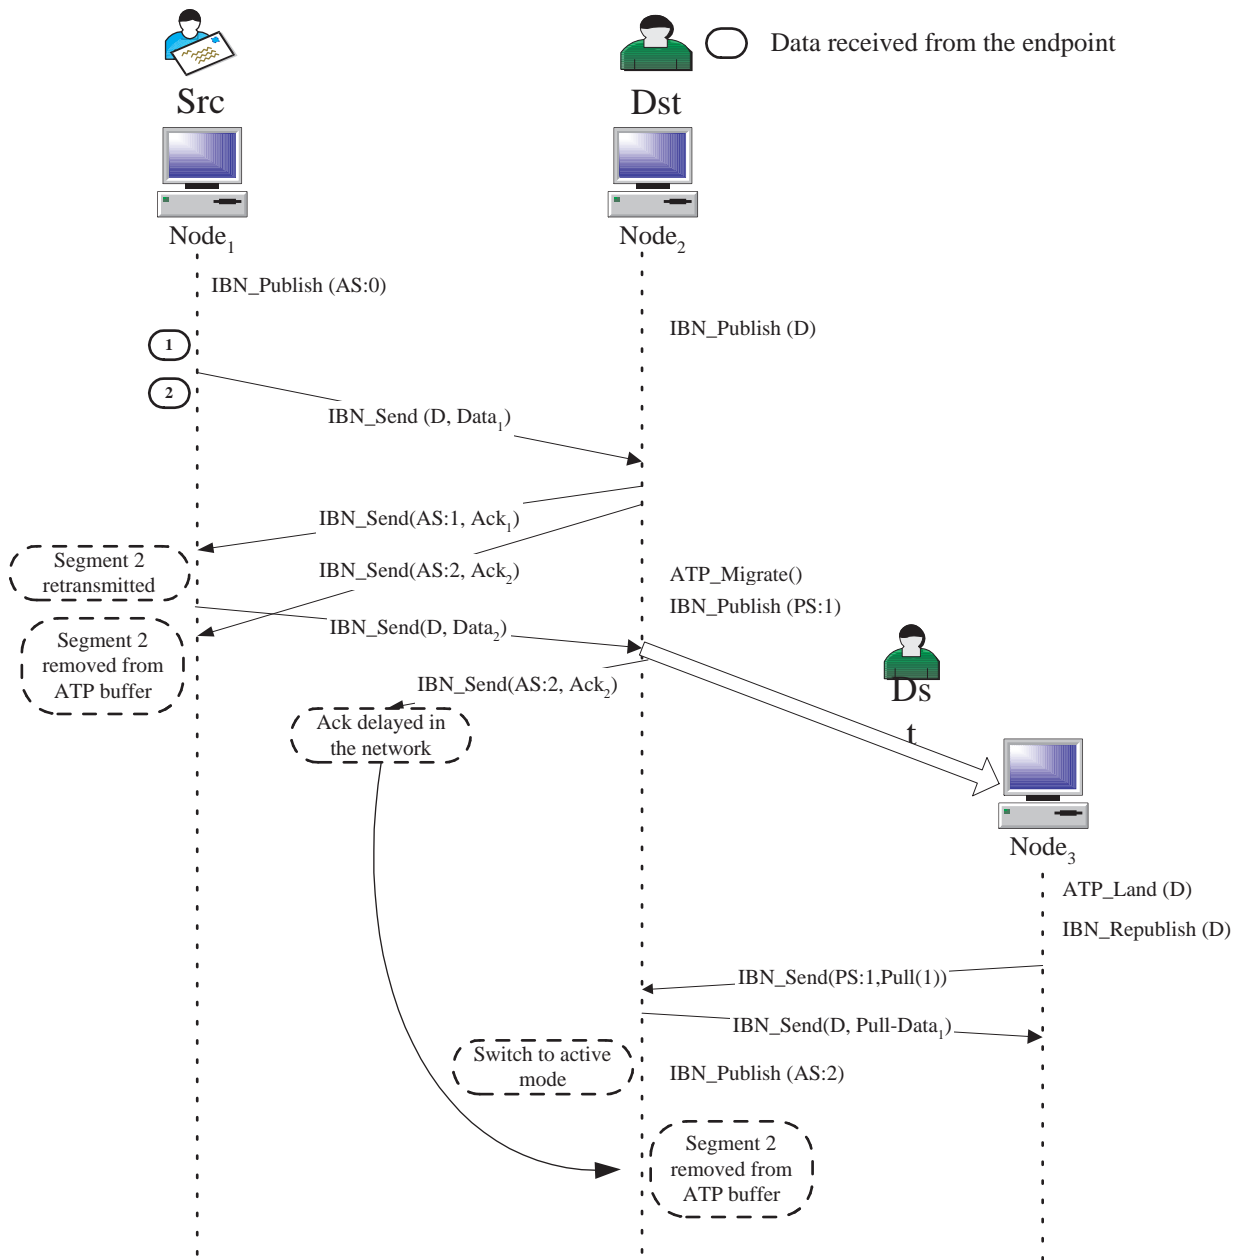 Data received from the endpoint
Src
Dst
Node1
Node2
IBN_Publish (AS:0)
IBN_Publish (D)
1
2
IBN_Send (D, Data1)
IBN_Send(AS:1, Ack1)
Segment 2
retransmitted
IBN_Send(AS:2, Ack2)
ATP_Migrate()
IBN_Publish (PS:1)
IBN_Send(D, Data2)
Segment 2
removed from
ATP buffer
IBN_Send(AS:2, Ack2)
Ds
t
Ack delayed in
the network
Node3
ATP_Land (D)
IBN_Republish (D)
IBN_Send(PS:1,Pull(1))
IBN_Send(D, Pull-Data1)
Switch to active
mode
IBN_Publish (AS:2)
Segment 2
removed from
ATP buffer